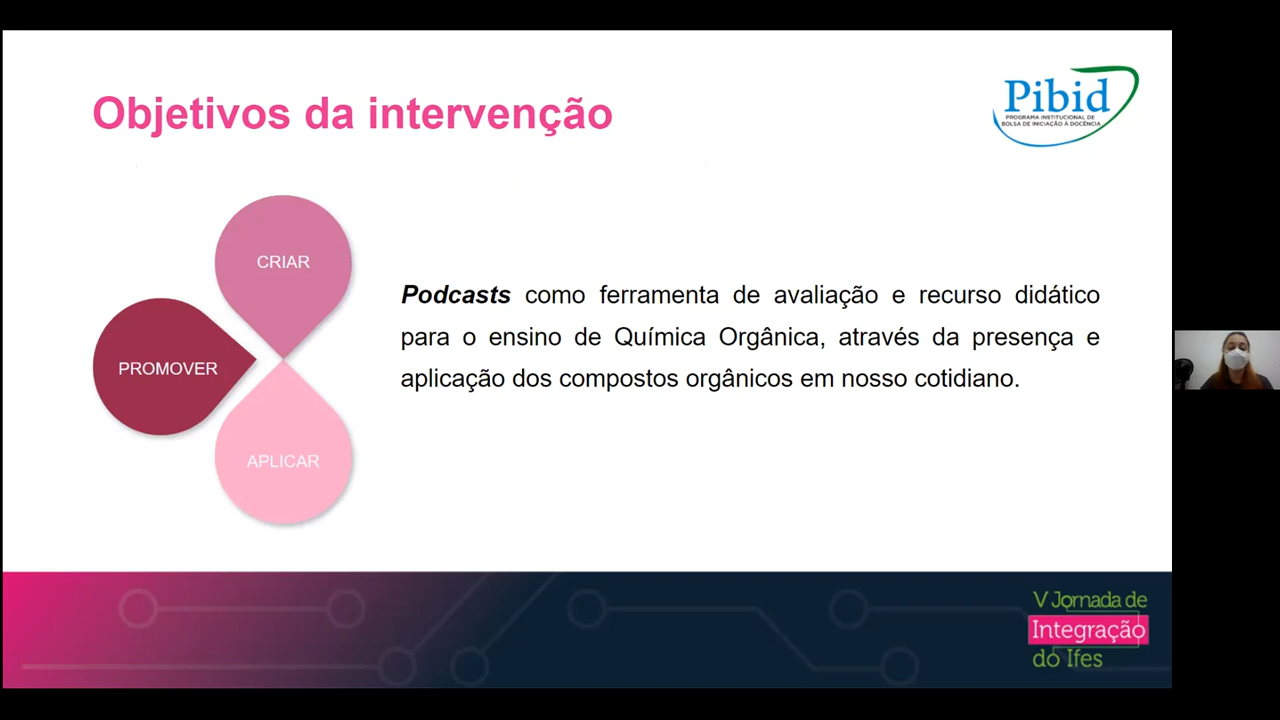 Objetivos da intervenção
Pibid
PROGRAMA INSTITUCIONAL DE
BOLSA DE INICIAÇÃO À DOCÊNCIA
CRIAR
PROMOVER
APLICAR
Podcasts como ferramenta de avaliação e recurso didático
para o ensino de Química Orgânica, através da presença e
aplicação dos compostos orgânicos em nosso cotidiano.
V Jornada de
Integração
do Ifes